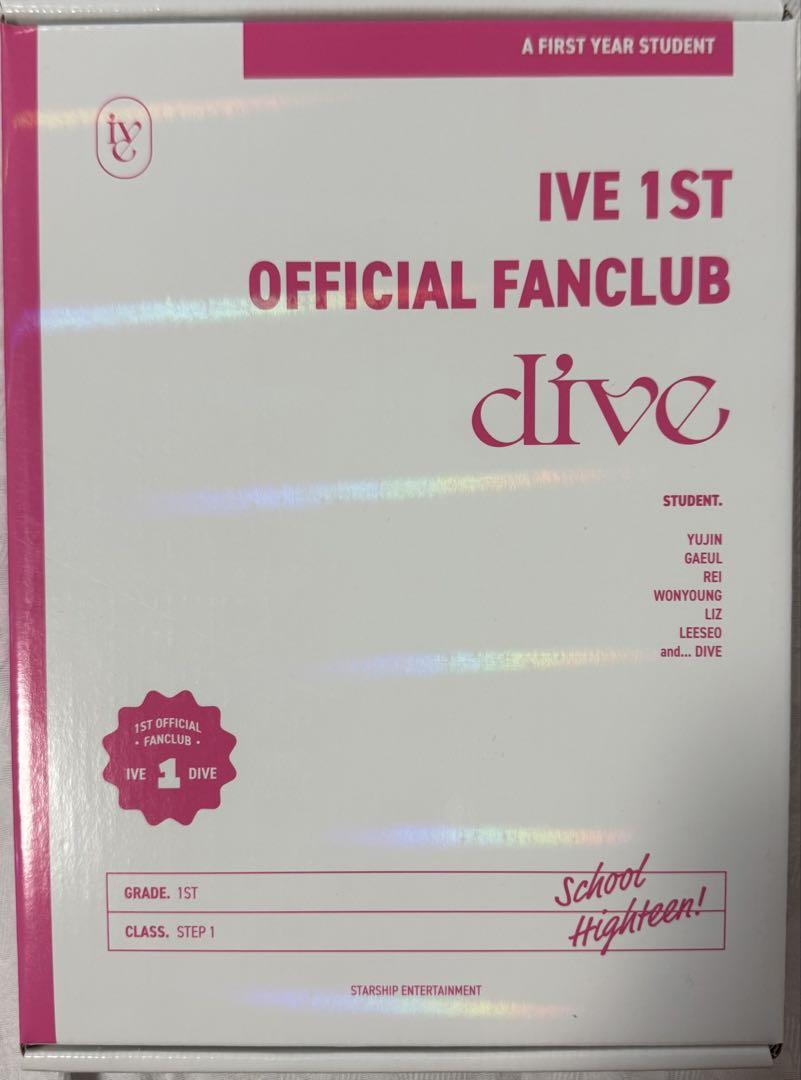 A FIRST YEAR STUDENT
ive
IVE 1ST
OFFICIAL FANCLUB
dive
STUDENT.
YUJIN
GAEUL
REI
WONYOUNG
LIZ
LEESEO
and... DIVE
1ST OFFICIAL
• FANCLUB •
IVE 1 DIVE
GRADE. 1ST
CLASS. STEP 1
School
Highteen!
STARSHIP ENTERTAINMENT